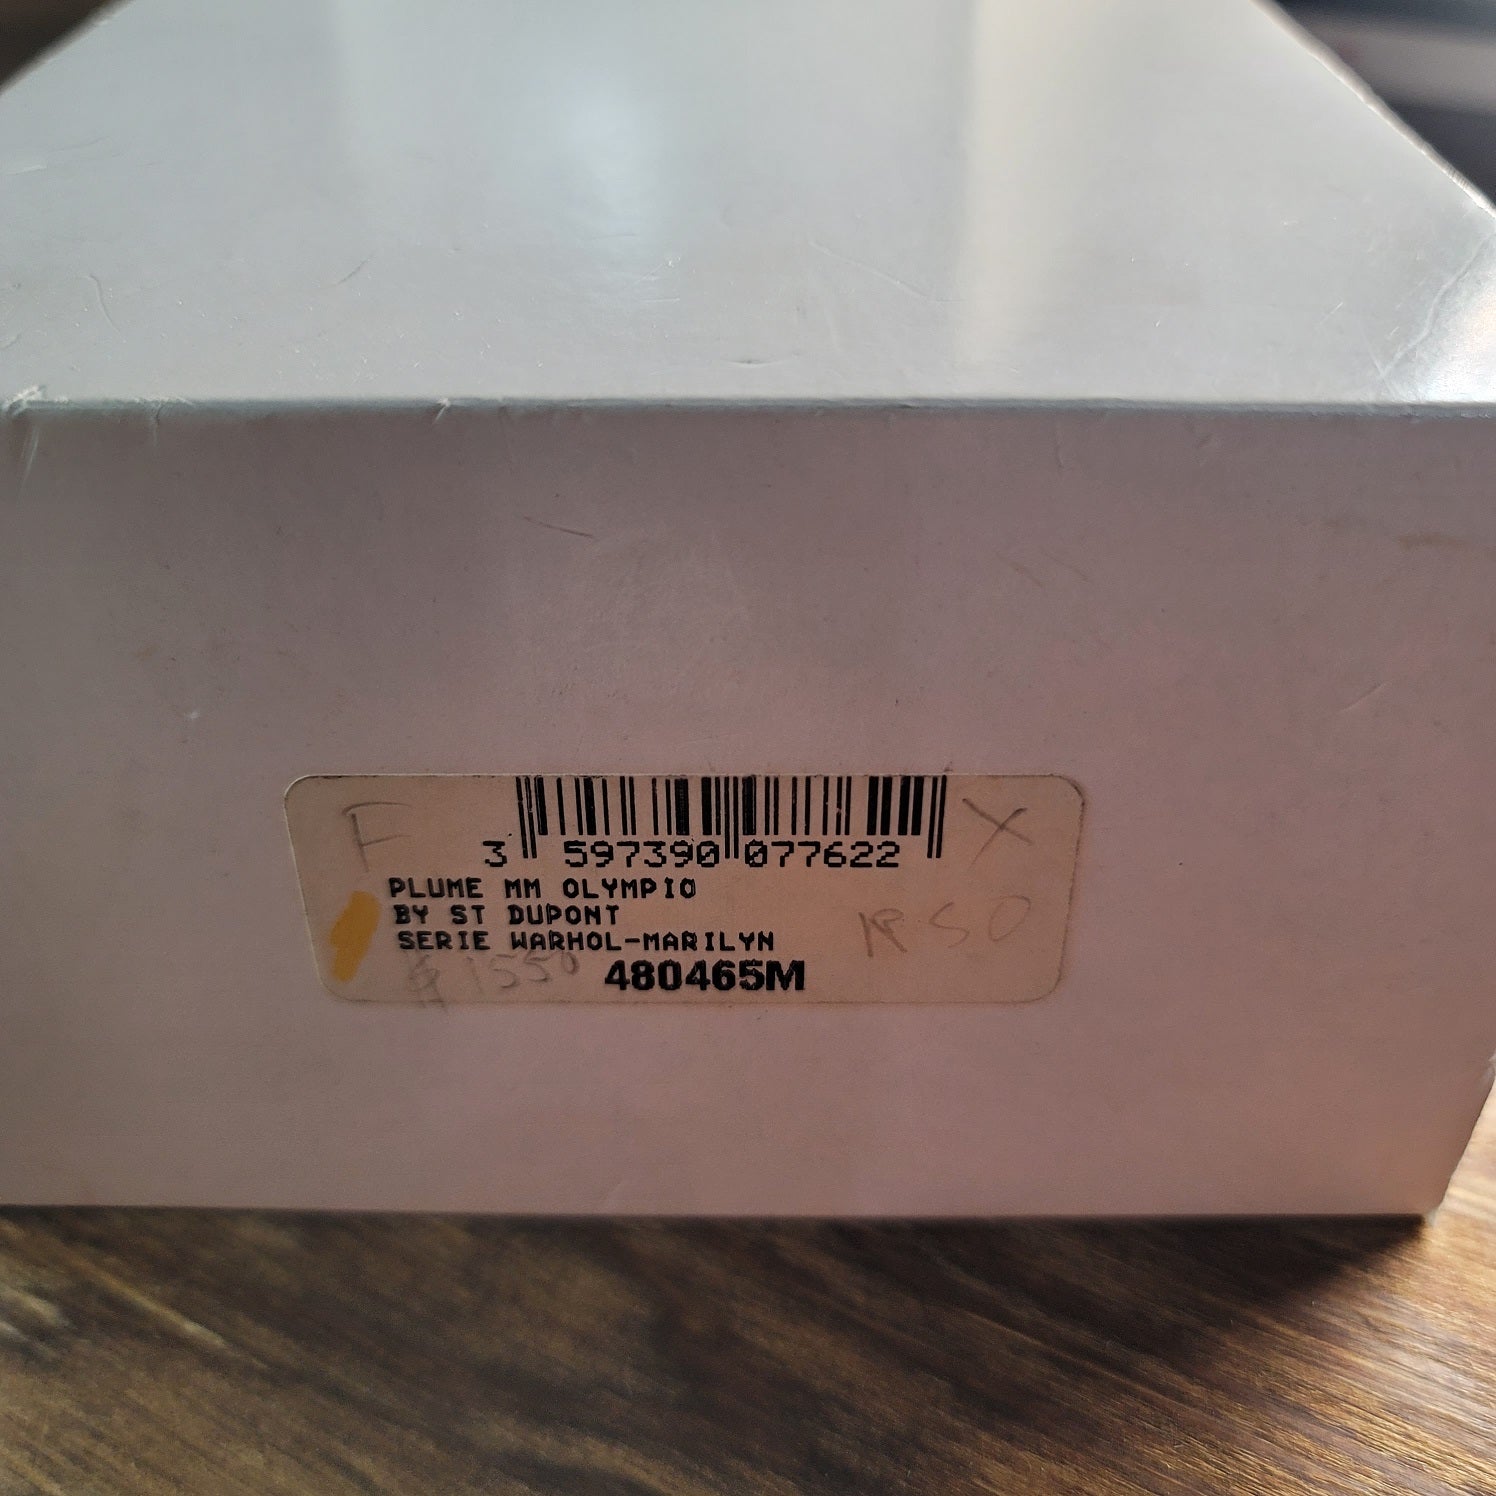 F X
3 597390 077622
PLUME MM OLYMPIO
BY ST DUPONT
SERIE WARHOL-MARILYN
$1550 480465M